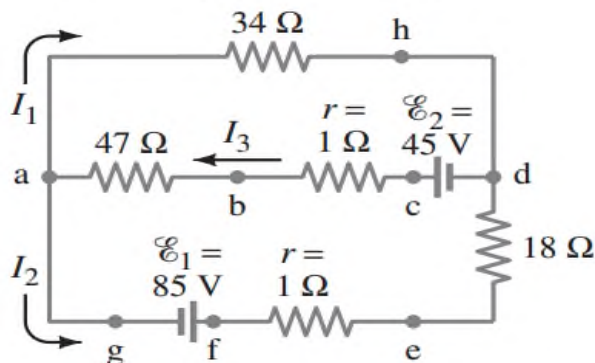 34 Ω
h
I₁
r =
ℰ₂ =
47 Ω
I₃
1 Ω
45 V
a
b
c
d
ℰ₁ =
r =
18 Ω
I₂
85 V
1 Ω
g
f
e